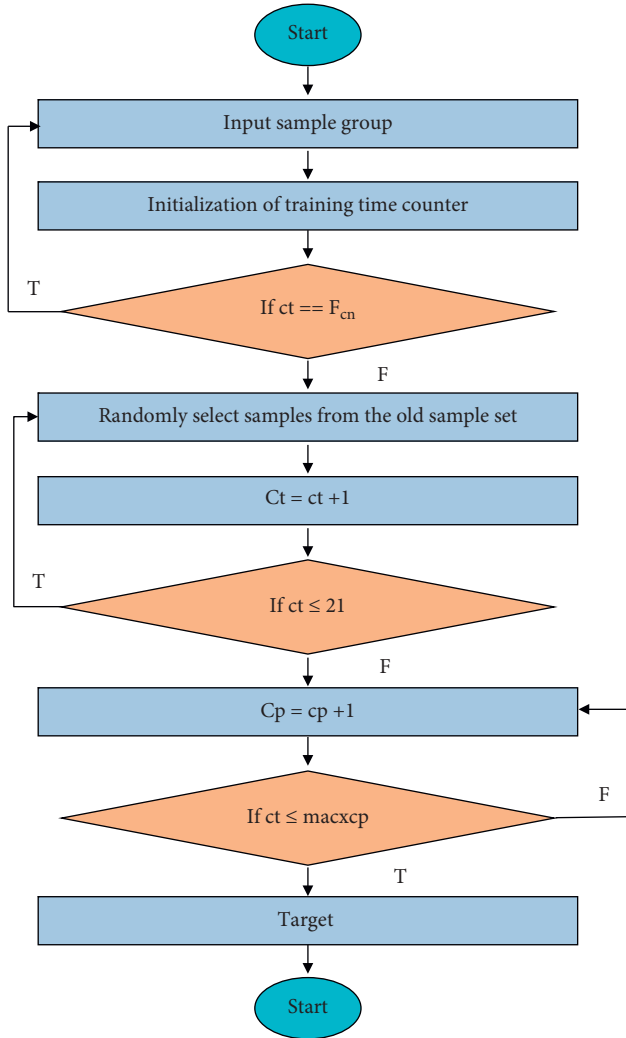 Start
Input sample group
Initialization of training time counter
T
If ct == Fcn
F
Randomly select samples from the old sample set
Ct = ct +1
T
If ct ≤ 21
F
Cp = cp +1
If ct ≤ macxcp
F
T
Target
Start